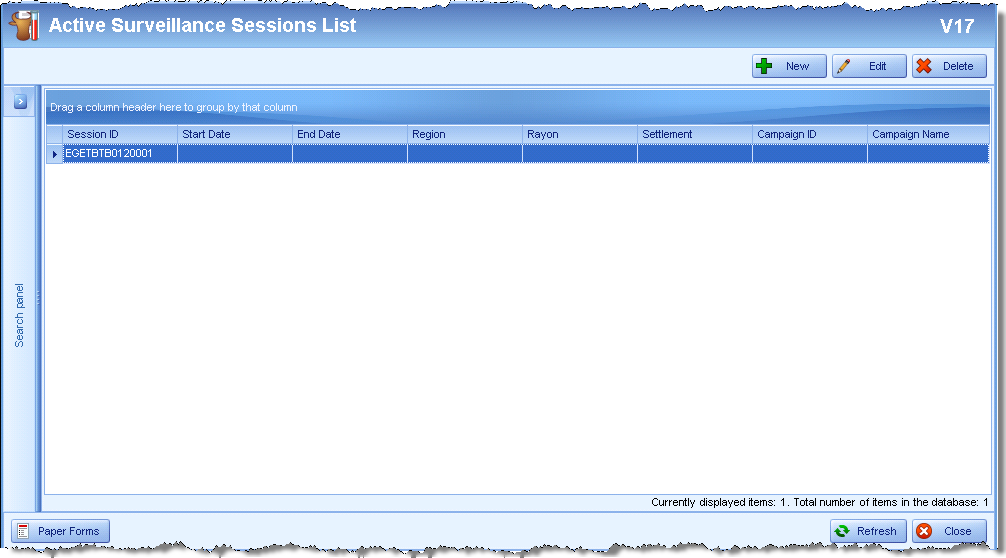 Active Surveillance Sessions List
V17
New Edit Delete
Drag a column header here to group by that column
Session ID Start Date End Date Region Rayon Settlement Campaign ID Campaign Name
EGETBTB0120001
Search panel
Currently displayed items: 1. Total number of items in the database: 1
Paper Forms Refresh Close